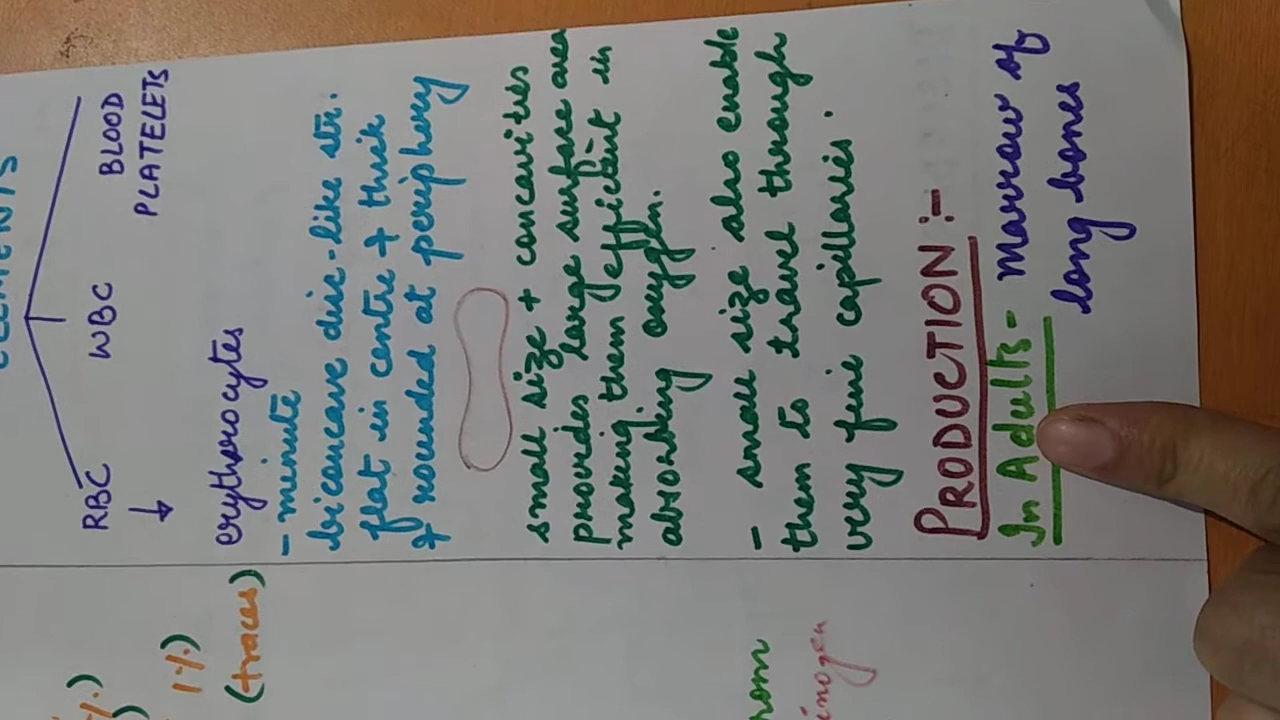 RBC WBC BLOOD
PLATELETS
↓
erytherocytes
- minute
biconcave disc-like str.
flat in centre + thick
& rounded at periphery
small size + concavities
provides large surface area
making them efficient in
absorbing oxygen.
- small size also enable
them to travel through
very fine capillaries.
PRODUCTION :-
In Adults - Marrow of
long bones
1%)
(traces)